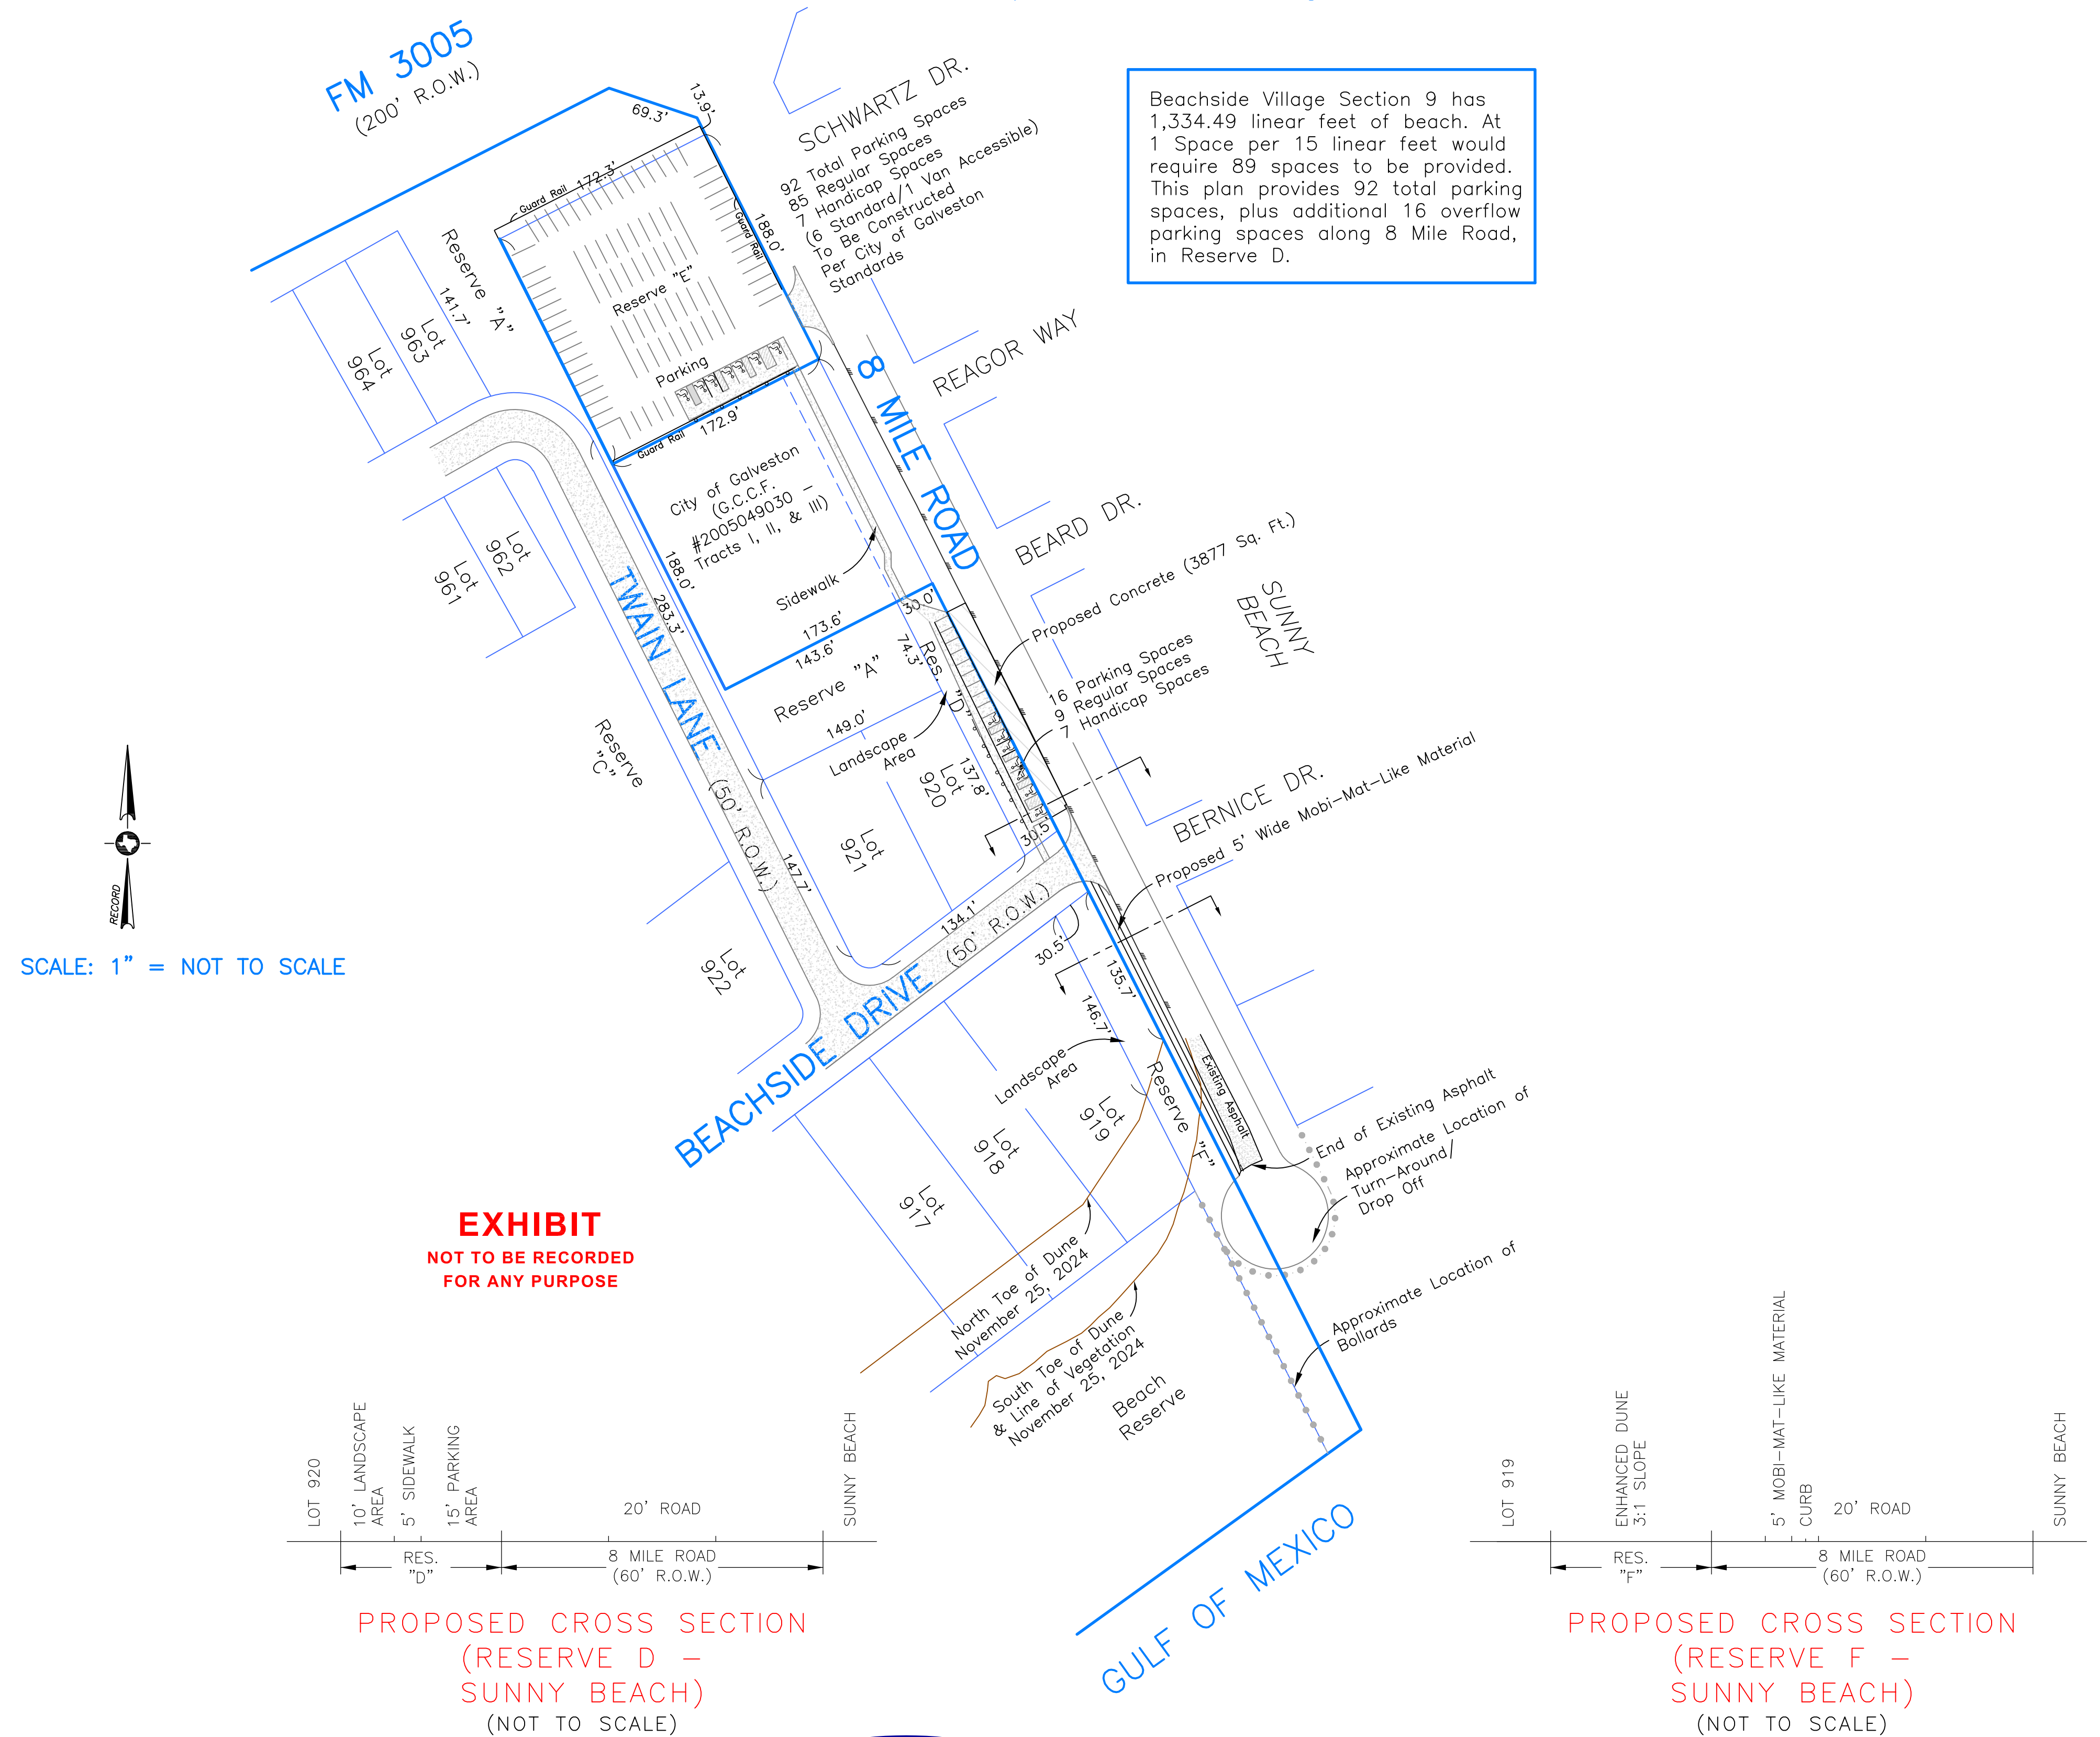 FM 3005
(200' R.O.W.)
69.3'
13.9'
SCHWARTZ DR.
92 Total Parking Spaces
85 Regular Spaces
7 Handicap Spaces
(6 Standard/1 Van Accessible)
To Be Constructed
Per City of Galveston
Standards
Beachside Village Section 9 has
1,334.49 linear feet of beach. At
1 Space per 15 linear feet would
require 89 spaces to be provided.
This plan provides 92 total parking
spaces, plus additional 16 overflow
parking spaces along 8 Mile Road,
in Reserve D.
Guard Rail
172.3'
Guard Rail
188.0'
Reserve
"A"
141.7'
Lot
963
Lot
964
Reserve "E"
Parking
Guard Rail
172.9'
8 MILE ROAD
REAGOR WAY
City of Galveston
(G.C.C.F.
#2005049030 –
Tracts I, II, & III)
188.0'
Sidewalk
BEARD DR.
Lot
962
Lot
961
TWAIN LANE
(50' R.O.W.)
283.3'
173.6'
143.6'
30.0'
74.3'
Res. "D"
Reserve "A"
149.0'
Proposed Concrete (3877 Sq. Ft.)
SUNNY
BEACH
16 Parking Spaces
9 Regular Spaces
7 Handicap Spaces
Reserve
"C"
Landscape
Area
Lot
920
137.8'
30.5'
Lot
921
147.7'
134.1'
BERNICE DR.
Proposed 5' Wide Mobi-Mat-Like Material
RECORD
SCALE: 1" = NOT TO SCALE
Lot
922
BEACHSIDE DRIVE
(50' R.O.W.)
30.5'
135.7'
146.7'
Landscape
Area
Reserve "F"
Existing Asphalt
Lot
919
Lot
918
Lot
917
End of Existing Asphalt
Approximate Location of
Turn-Around/
Drop Off
North Toe of Dune
November 25, 2024
South Toe of Dune
& Line of Vegetation
November 25, 2024
Beach
Reserve
Approximate Location of
Bollards
EXHIBIT
NOT TO BE RECORDED
FOR ANY PURPOSE
GULF OF MEXICO
LOT 920
10' LANDSCAPE
AREA
5' SIDEWALK
15' PARKING
AREA
20' ROAD
SUNNY BEACH
RES.
"D"
8 MILE ROAD
(60' R.O.W.)
PROPOSED CROSS SECTION
(RESERVE D –
SUNNY BEACH)
(NOT TO SCALE)
LOT 919
ENHANCED DUNE
3:1 SLOPE
5' MOBI-MAT-LIKE MATERIAL
CURB
20' ROAD
SUNNY BEACH
RES.
"F"
8 MILE ROAD
(60' R.O.W.)
PROPOSED CROSS SECTION
(RESERVE F –
SUNNY BEACH)
(NOT TO SCALE)